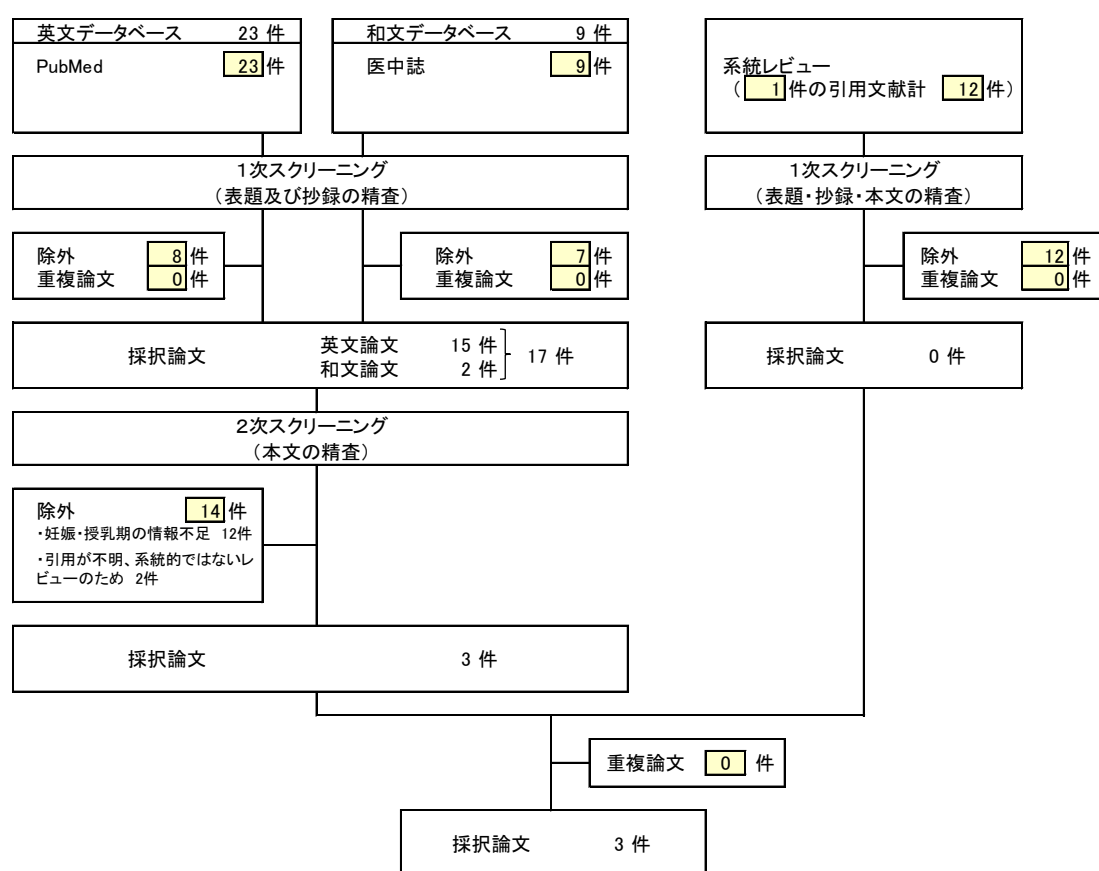 英文データベース 23 件
PubMed 23 件
和文データベース 9 件
医中誌 9 件
系統レビュー
（ 1 件の引用文献計 12 件）
1次スクリーニング
（表題及び抄録の精査）
1次スクリーニング
（表題・抄録・本文の精査）
除外 8 件
重複論文 0 件
除外 7 件
重複論文 0 件
除外 12 件
重複論文 0 件
採択論文 英文論文 15 件
和文論文 2 件
17 件
採択論文 0 件
2次スクリーニング
（本文の精査）
除外 14 件
・妊娠・授乳期の情報不足 12件
・引用が不明、系統的ではないレ
ビューのため 2件
採択論文 3 件
重複論文 0 件
採択論文 3 件